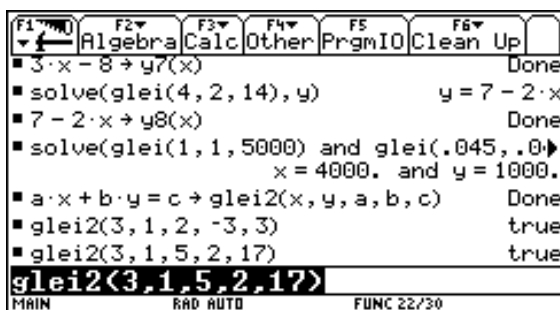 F1 F2▼ F3▼ F4▼ F5 F6▼
Algebra Calc Other PrgmIO Clean Up
▪ 3·x − 8 → y7(x) Done
▪ solve(glei(4, 2, 14), y) y = 7 − 2·x
▪ 7 − 2·x → y8(x) Done
▪ solve(glei(1, 1, 5000) and glei(.045, .0▶
x = 4000. and y = 1000.
▪ a·x + b·y = c → glei2(x, y, a, b, c) Done
▪ glei2(3, 1, 2, ⁻3, 3) true
▪ glei2(3, 1, 5, 2, 17) true
glei2(3,1,5,2,17)
MAIN RAD AUTO FUNC 22/30